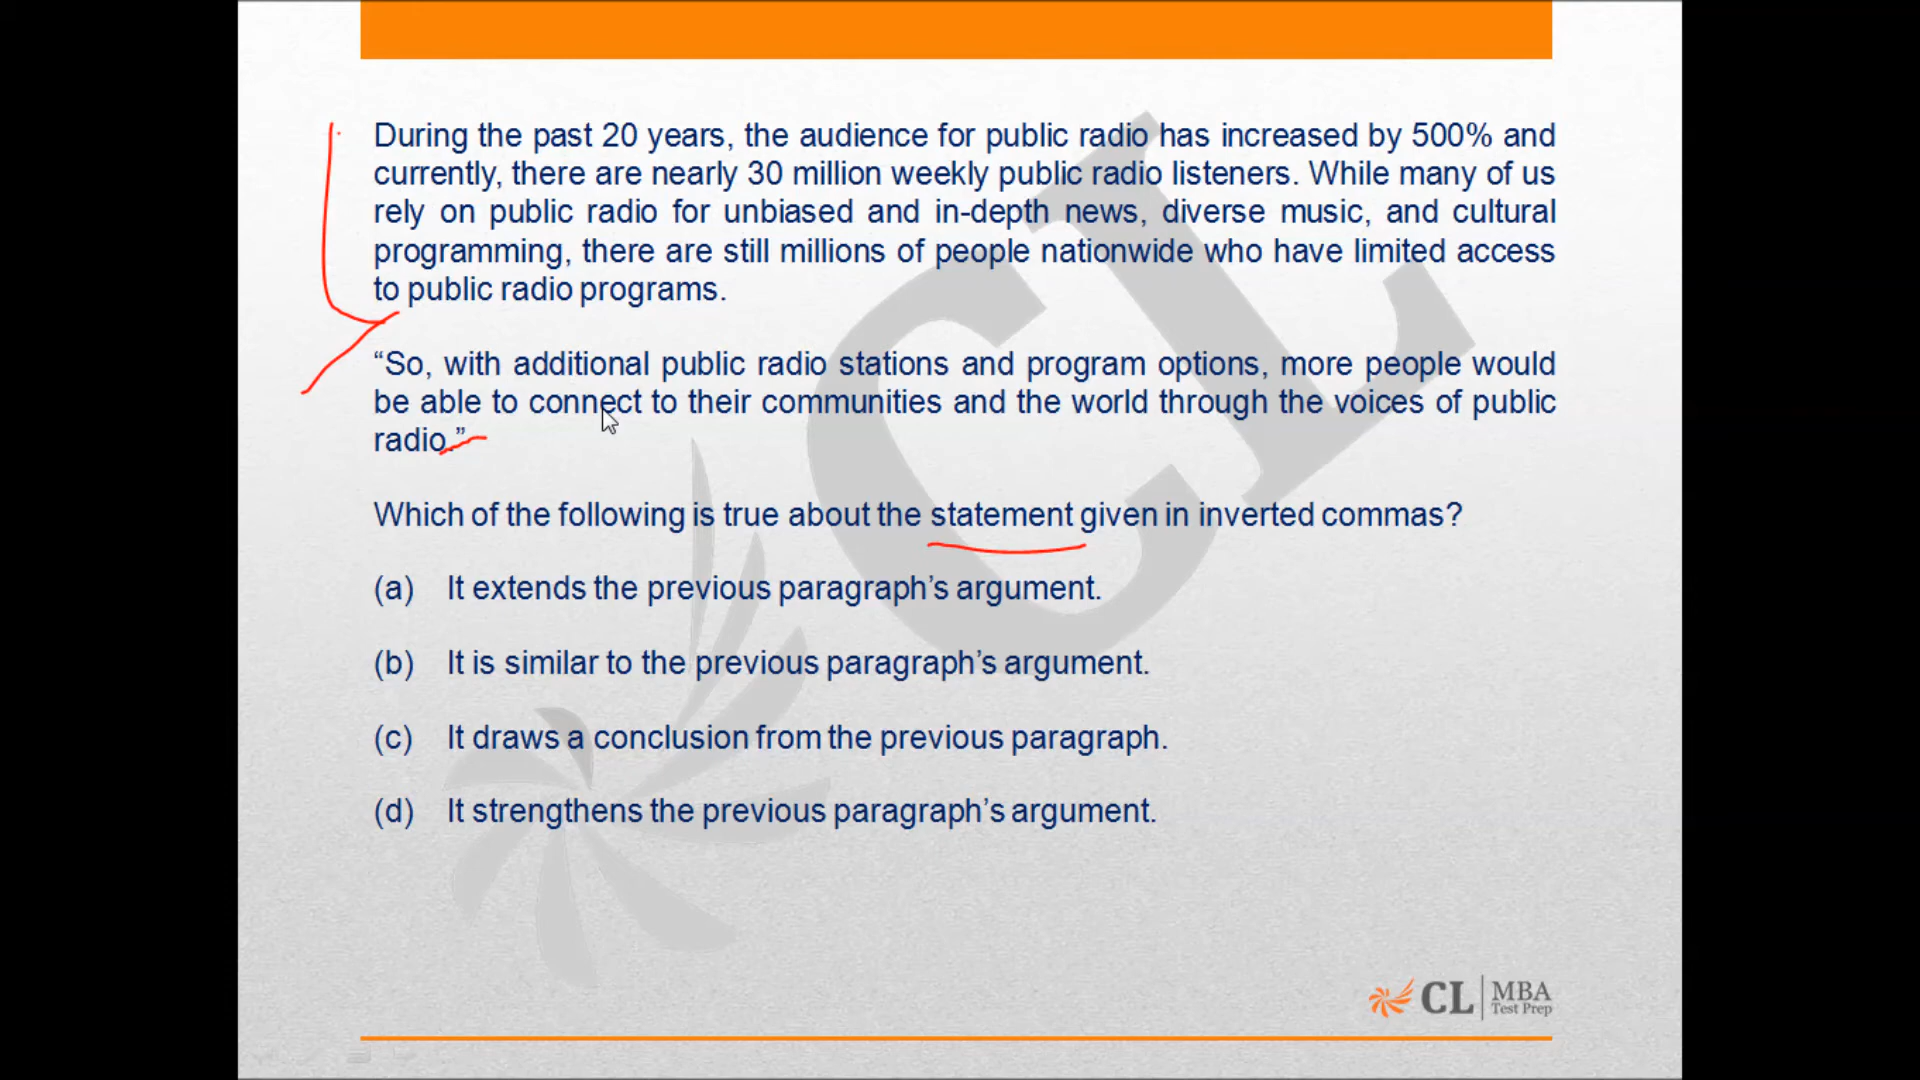 During the past 20 years, the audience for public radio has increased by 500% and
currently, there are nearly 30 million weekly public radio listeners. While many of us
rely on public radio for unbiased and in-depth news, diverse music, and cultural
programming, there are still millions of people nationwide who have limited access
to public radio programs.
“So, with additional public radio stations and program options, more people would
be able to connect to their communities and the world through the voices of public
radio.”
Which of the following is true about the statement given in inverted commas?
(a) It extends the previous paragraph’s argument.
(b) It is similar to the previous paragraph’s argument.
(c) It draws a conclusion from the previous paragraph.
(d) It strengthens the previous paragraph’s argument.
CL
CL MBA
Test Prep